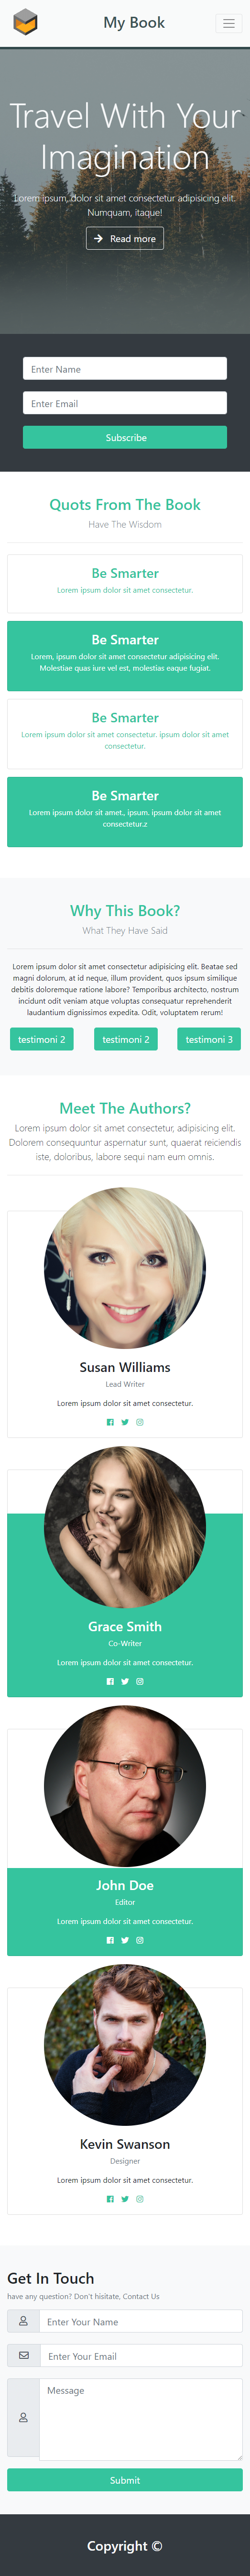 My Book
Travel With Your
Imagination
Lorem ipsum, dolor sit amet consectetur adipisicing elit.
Numquam, itaque!
Read more
Enter Name
Enter Email
Subscribe
Quots From The Book
Have The Wisdom
Be Smarter
Lorem ipsum dolor sit amet consectetur.
Be Smarter
Lorem, ipsum dolor sit amet consectetur adipisicing elit.
Molestiae quas iure vel est, molestias eaque fugiat.
Be Smarter
Lorem ipsum dolor sit amet consectetur. ipsum dolor sit amet
consectetur.
Be Smarter
Lorem ipsum dolor sit amet., ipsum. ipsum dolor sit amet
consectetur.z
Why This Book?
What They Have Said
Lorem ipsum dolor sit amet consectetur adipisicing elit. Beatae sed
magni dolorum, at id neque, illum provident, quos ipsum similique
debitis doloremque ratione labore? Temporibus architecto, nostrum
incidunt odit veniam atque voluptas consequatur reprehenderit
laudantium dignissimos expedita. Odit, voluptatem rerum!
testimoni 2
testimoni 2
testimoni 3
Meet The Authors?
Lorem ipsum dolor sit amet consectetur, adipisicing elit.
Dolorem consequuntur aspernatur sunt, quaerat reiciendis
iste, doloribus, labore sequi nam eum omnis.
Susan Williams
Lead Writer
Lorem ipsum dolor sit amet consectetur.
Grace Smith
Co-Writer
Lorem ipsum dolor sit amet consectetur.
John Doe
Editor
Lorem ipsum dolor sit amet consectetur.
Kevin Swanson
Designer
Lorem ipsum dolor sit amet consectetur.
Get In Touch
have any question? Don't hisitate, Contact Us
Enter Your Name
Enter Your Email
Message
Submit
Copyright ©